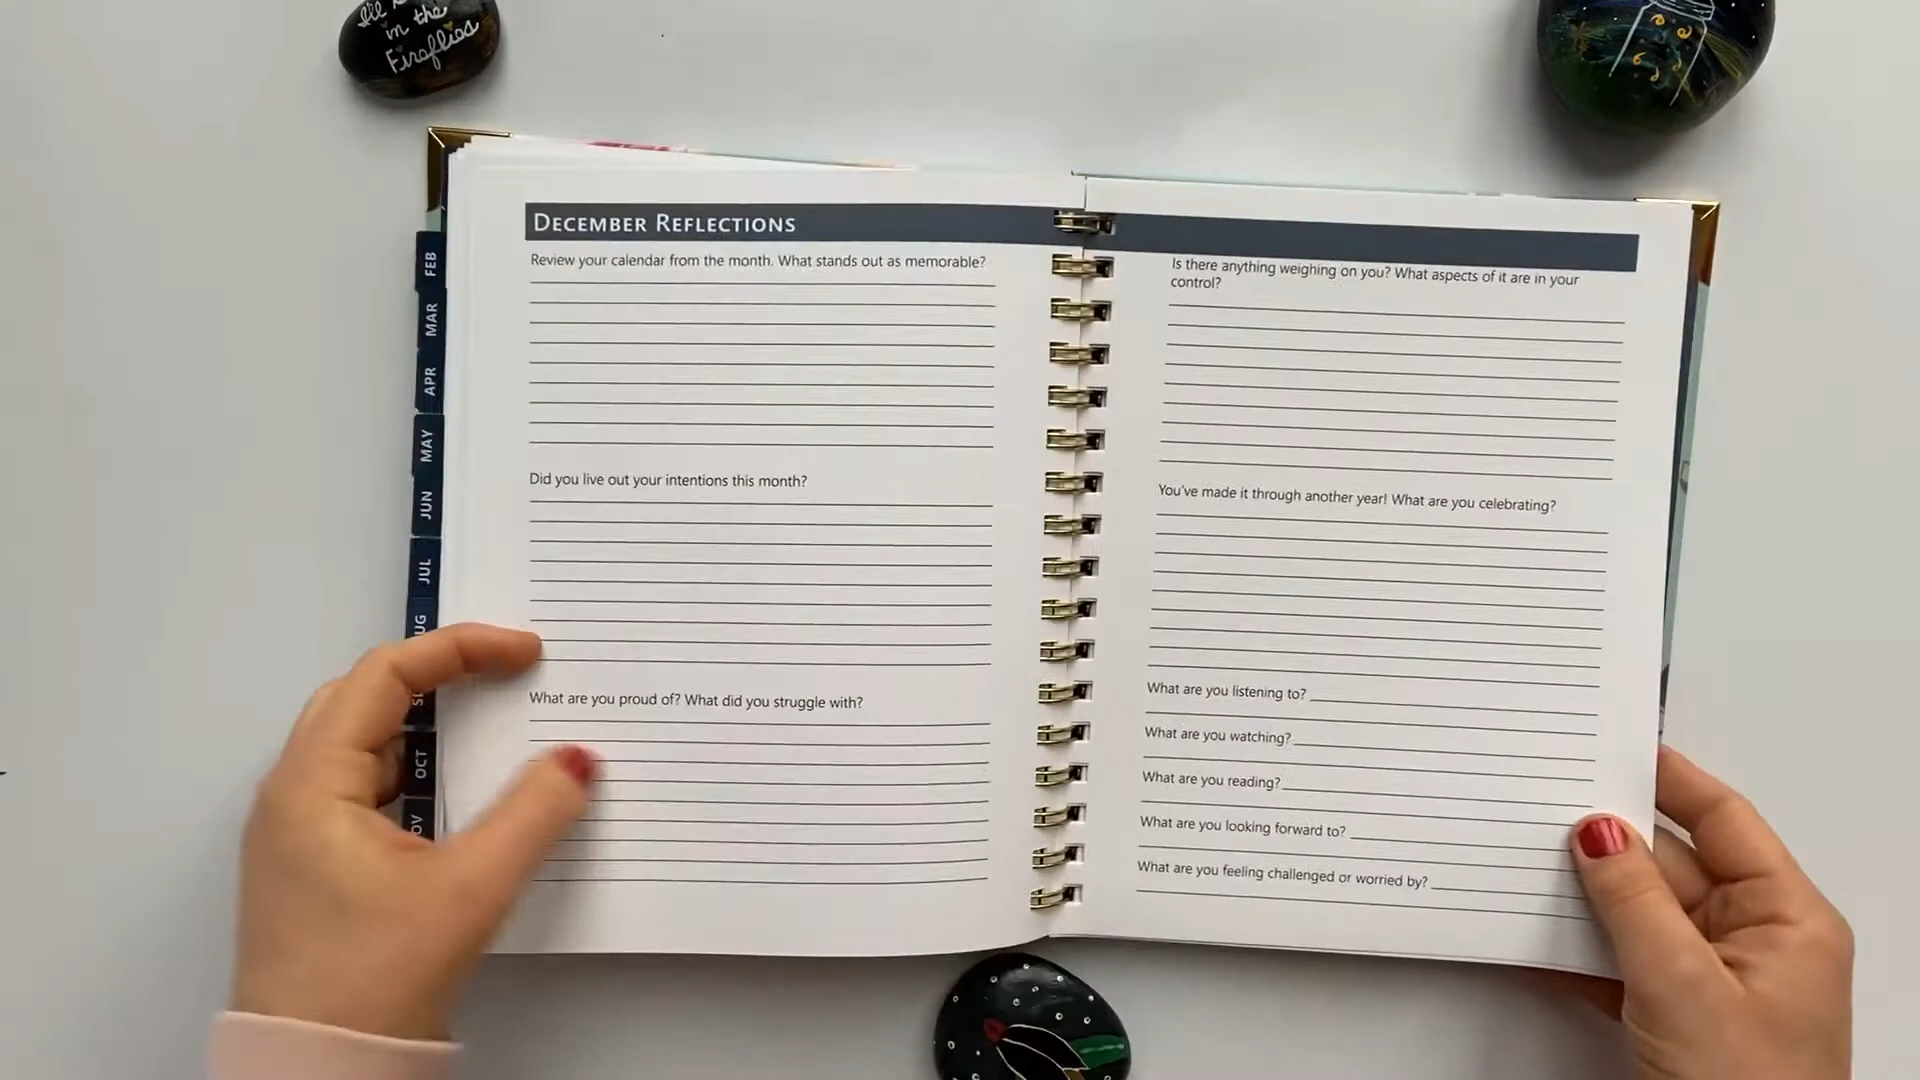 in the
Fireflies
DECEMBER REFLECTIONS
Review your calendar from the month. What stands out as memorable?
Did you live out your intentions this month?
What are you proud of? What did you struggle with?
Is there anything weighing on you? What aspects of it are in your
control?
You've made it through another year! What are you celebrating?
What are you listening to?
What are you watching?
What are you reading?
What are you looking forward to?
What are you feeling challenged or worried by?
FEB
MAR
APR
MAY
JUN
JUL
UG
OCT
OV